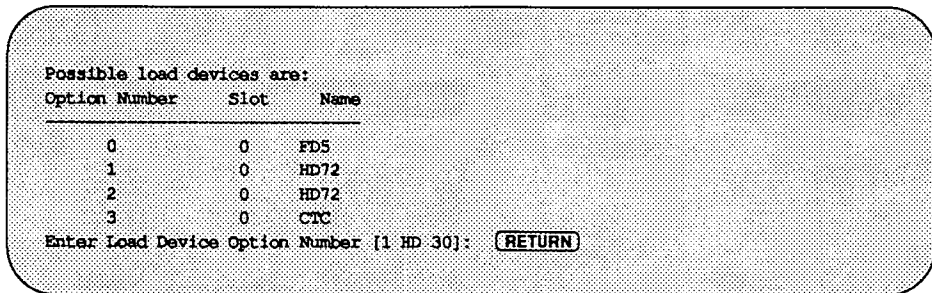 Possible load devices are:
Option Number Slot Name
0 0 FD5
1 0 HD72
2 0 HD72
3 0 CTC
Enter Load Device Option Number [1 HD 30]: RETURN